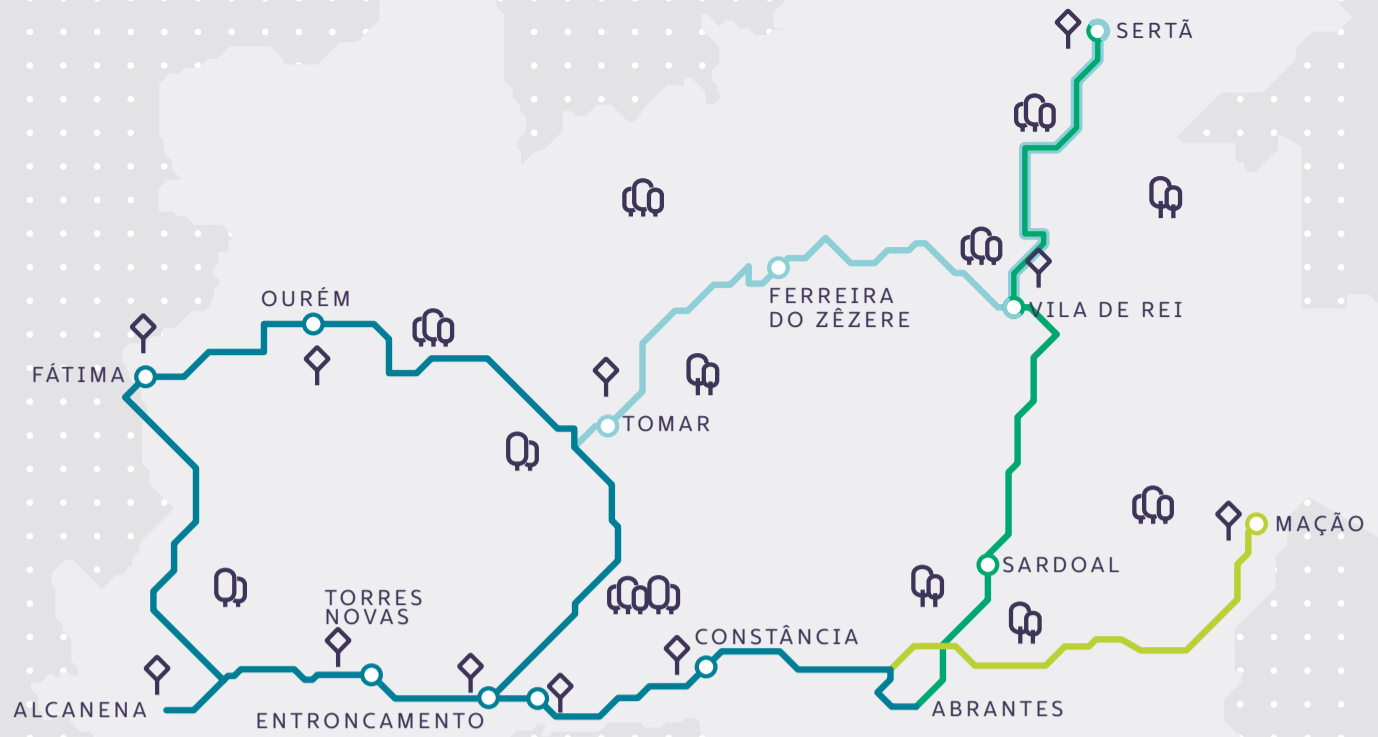 SERTÃ
OURÉM
FERREIRA
DO ZÊZERE
VILA DE REI
FÁTIMA
TOMAR
MAÇÃO
SARDOAL
TORRES
NOVAS
CONSTÂNCIA
ALCANENA
ENTRONCAMENTO
ABRANTES